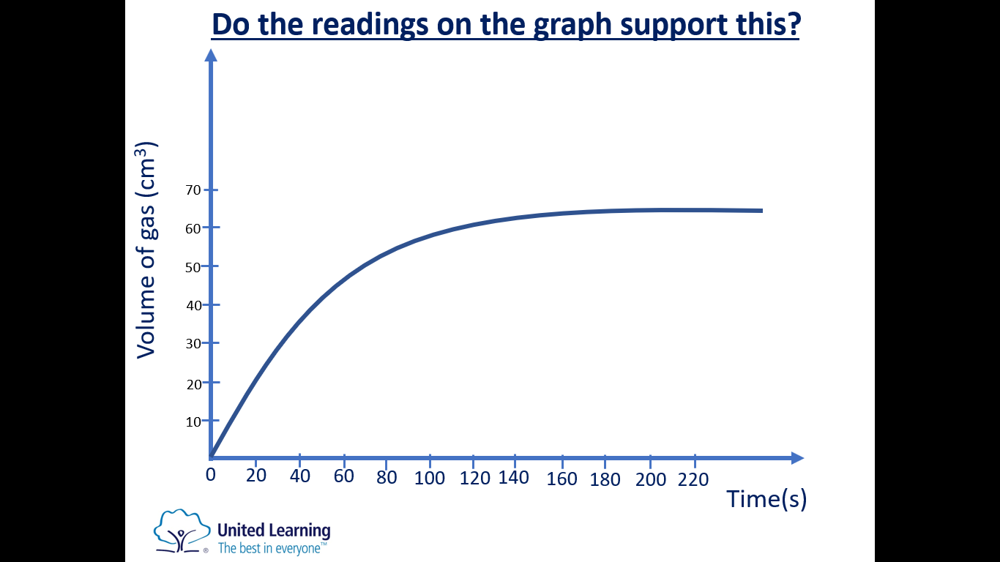 Do the readings on the graph support this?
Volume of gas (cm³)
70
60
50
40
30
20
10
0 20 40 60 80 100 120 140 160 180 200 220
Time(s)
United Learning
The best in everyone™
®